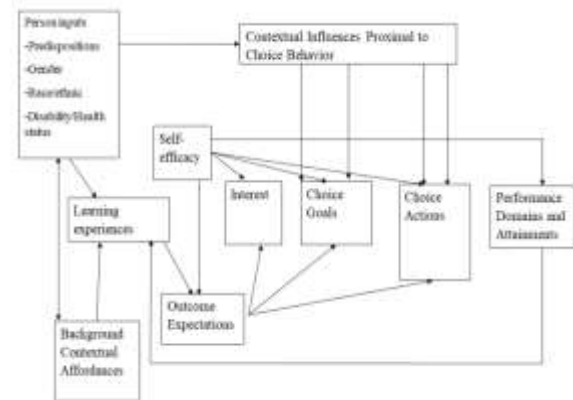 Person inputs
-Predispositions
-Gender
-Race/ethnic
-Disability/Health
status
Contextual Influences Proximal to
Choice Behavior
Self-
efficacy
Interest
Choice
Goals
Choice
Actions
Performance
Domains and
Attainments
Learning
experiences
Outcome
Expectations
Background
Contextual
Affordances